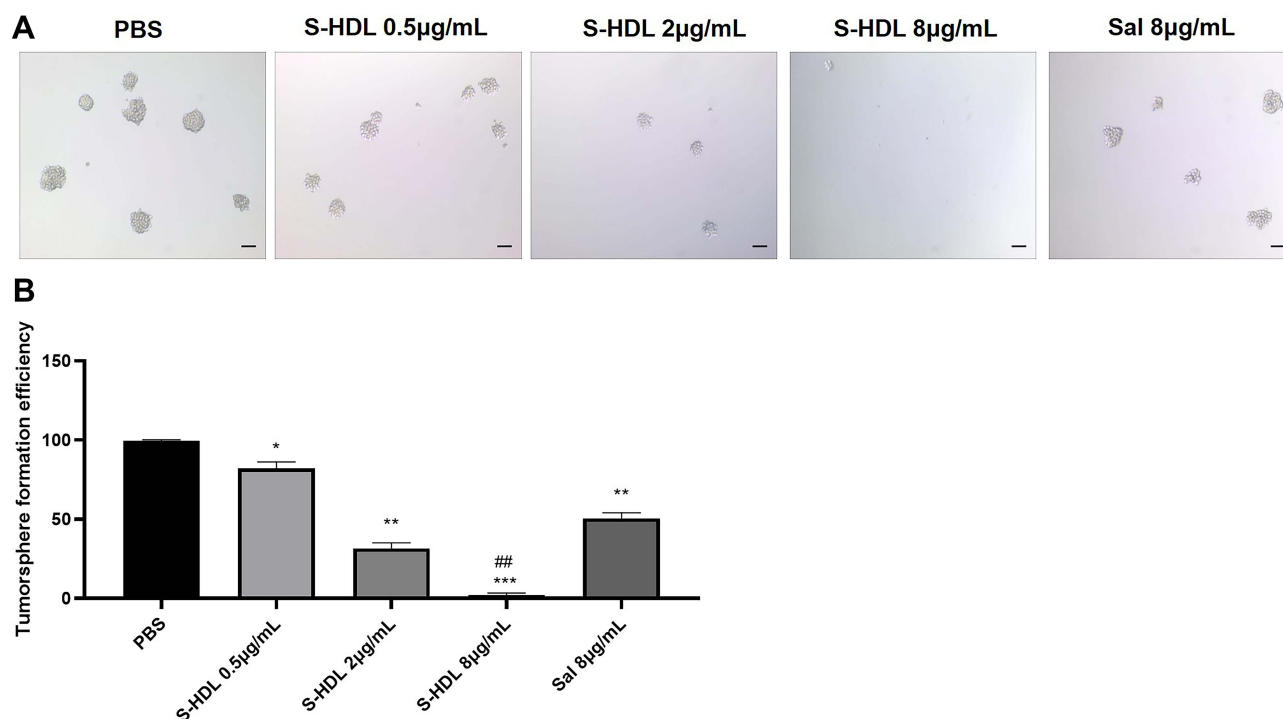 A
PBS
S-HDL 0.5µg/mL
S-HDL 2µg/mL
S-HDL 8µg/mL
Sal 8µg/mL
B
Tumorsphere formation efficiency
150
100
50
0
*
**
##
***
**
PBS
S-HDL 0.5µg/mL
S-HDL 2µg/mL
S-HDL 8µg/mL
Sal 8µg/mL